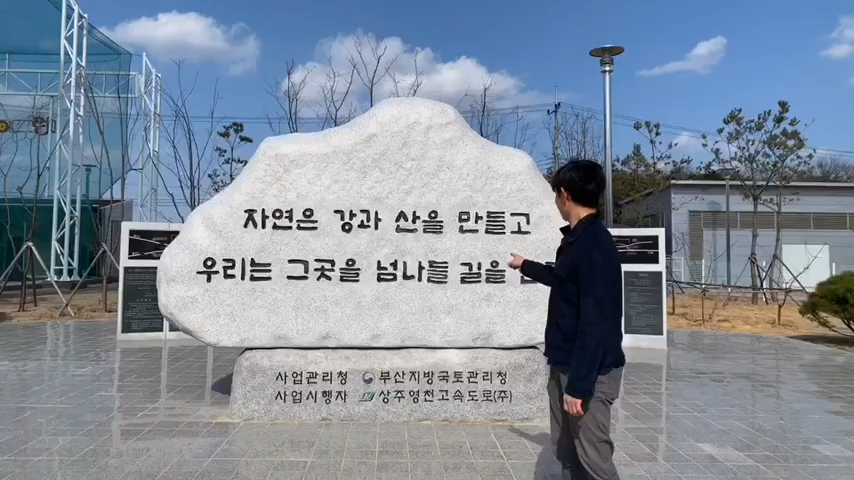 자연은 강과 산을 만들고
우리는 그곳을 넘나들 길을
사업관리청 부산지방국토관리청
사업시행자 상주영천고속도로(주)